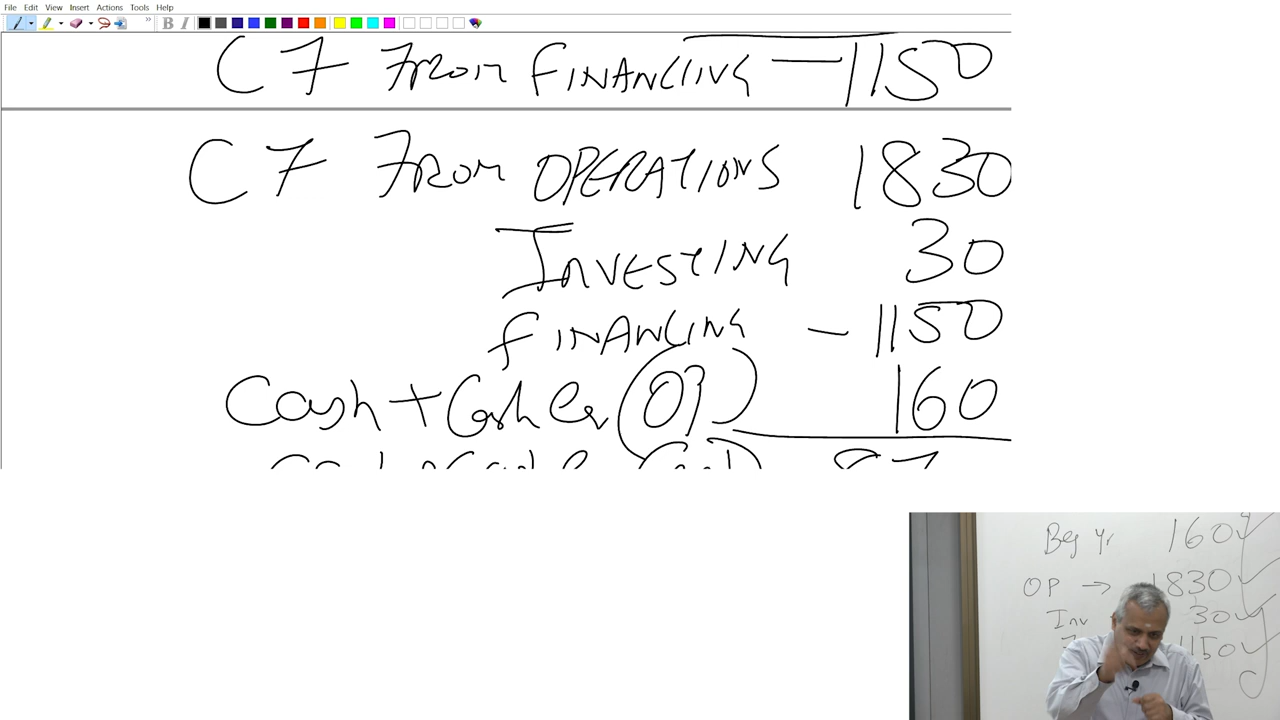 File Edit View Insert Actions Tools Help
B I
CF FROM FINANCING -1150
CF FROM OPERATIONS 1830
INVESTING 30
FINANCING -1150
Cash + Cash Eq (OP) 160
Beg Yr 160
OP → 1830
Inv 30
1150